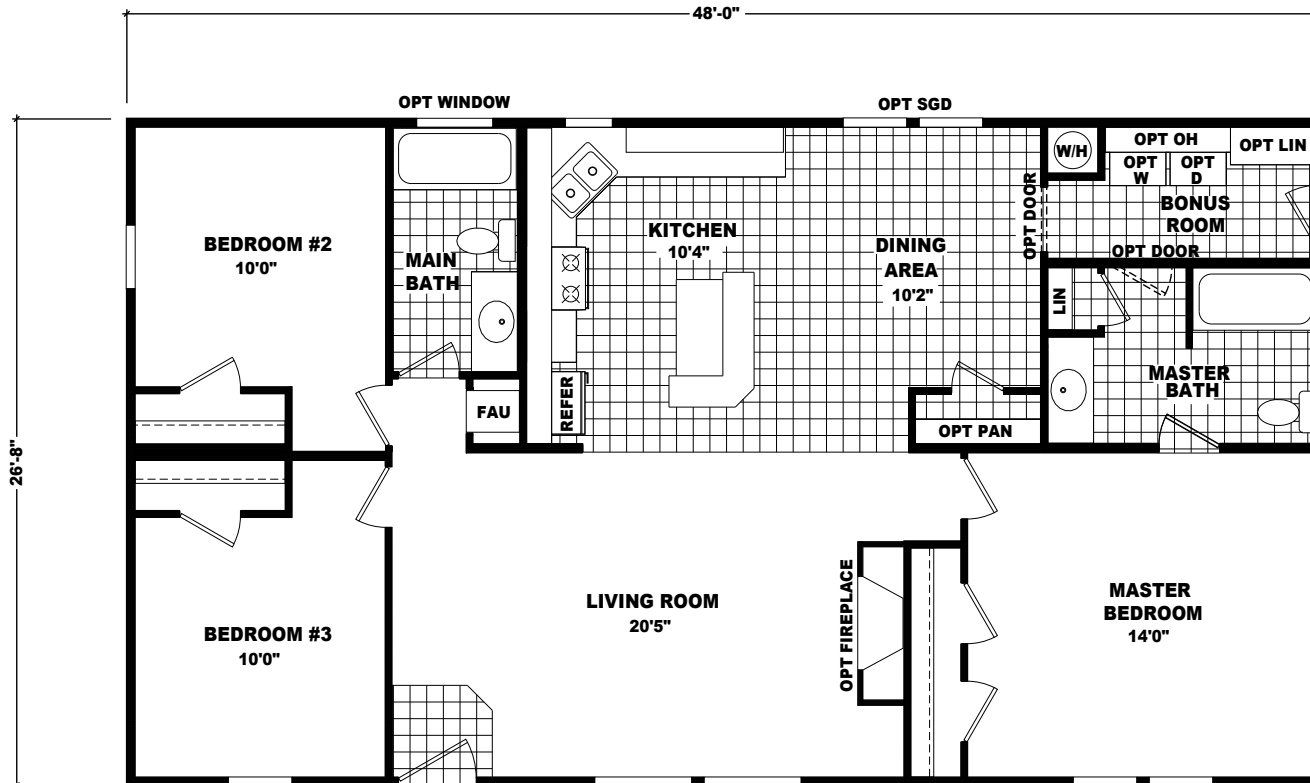 48'-0"
OPT WINDOW
OPT SGD
W/H
OPT OH
OPT LIN
OPT
W
OPT
D
BONUS
ROOM
OPT DOOR
OPT DOOR
BEDROOM #2
10'0"
MAIN
BATH
KITCHEN
10'4"
DINING
AREA
10'2"
LIN
MASTER
BATH
FAU
REFER
OPT PAN
26'-8"
LIVING ROOM
20'5"
OPT FIREPLACE
MASTER
BEDROOM
14'0"
BEDROOM #3
10'0"